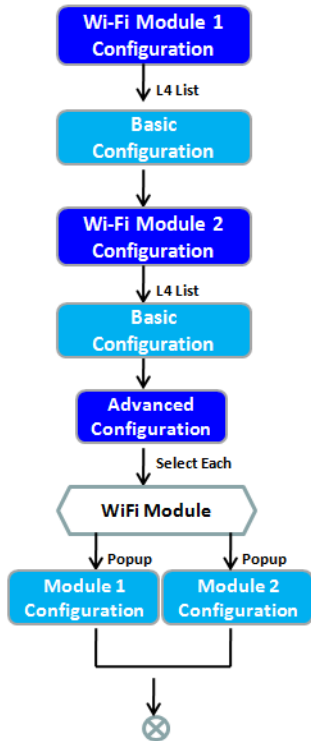 Wi-Fi Module 1
Configuration
L4 List
Basic
Configuration
Wi-Fi Module 2
Configuration
L4 List
Basic
Configuration
Advanced
Configuration
Select Each
WiFi Module
Popup
Popup
Module 1
Configuration
Module 2
Configuration